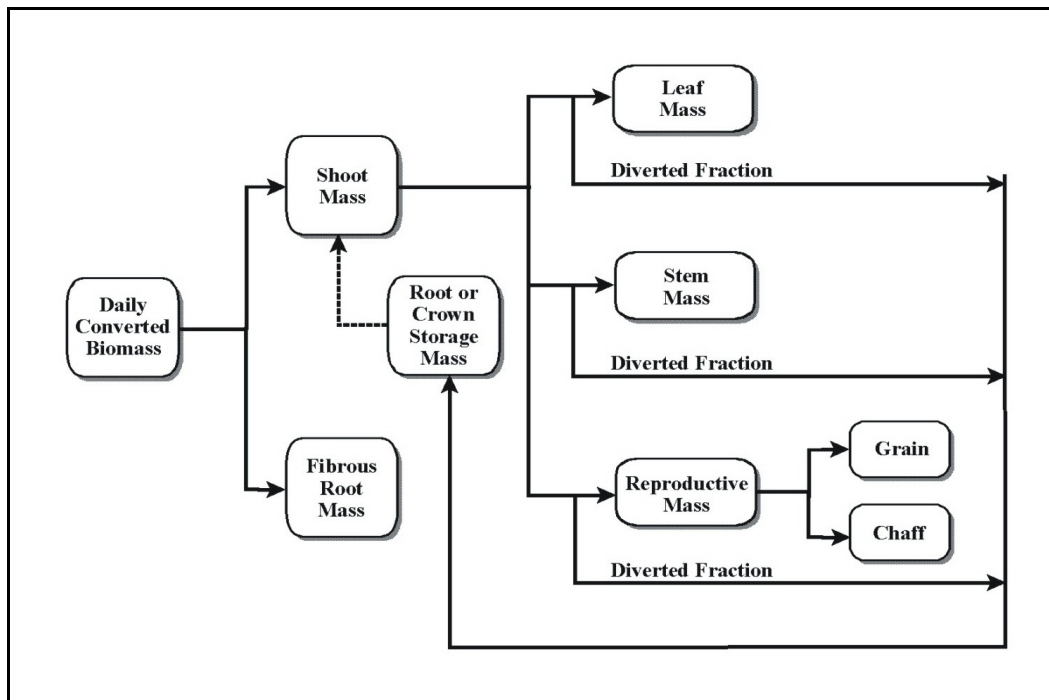 Leaf
Mass
Diverted Fraction
Shoot
Mass
Root or
Crown
Storage
Mass
Stem
Mass
Diverted Fraction
Daily
Converted
Biomass
Fibrous
Root
Mass
Reproductive
Mass
Grain
Chaff
Diverted Fraction